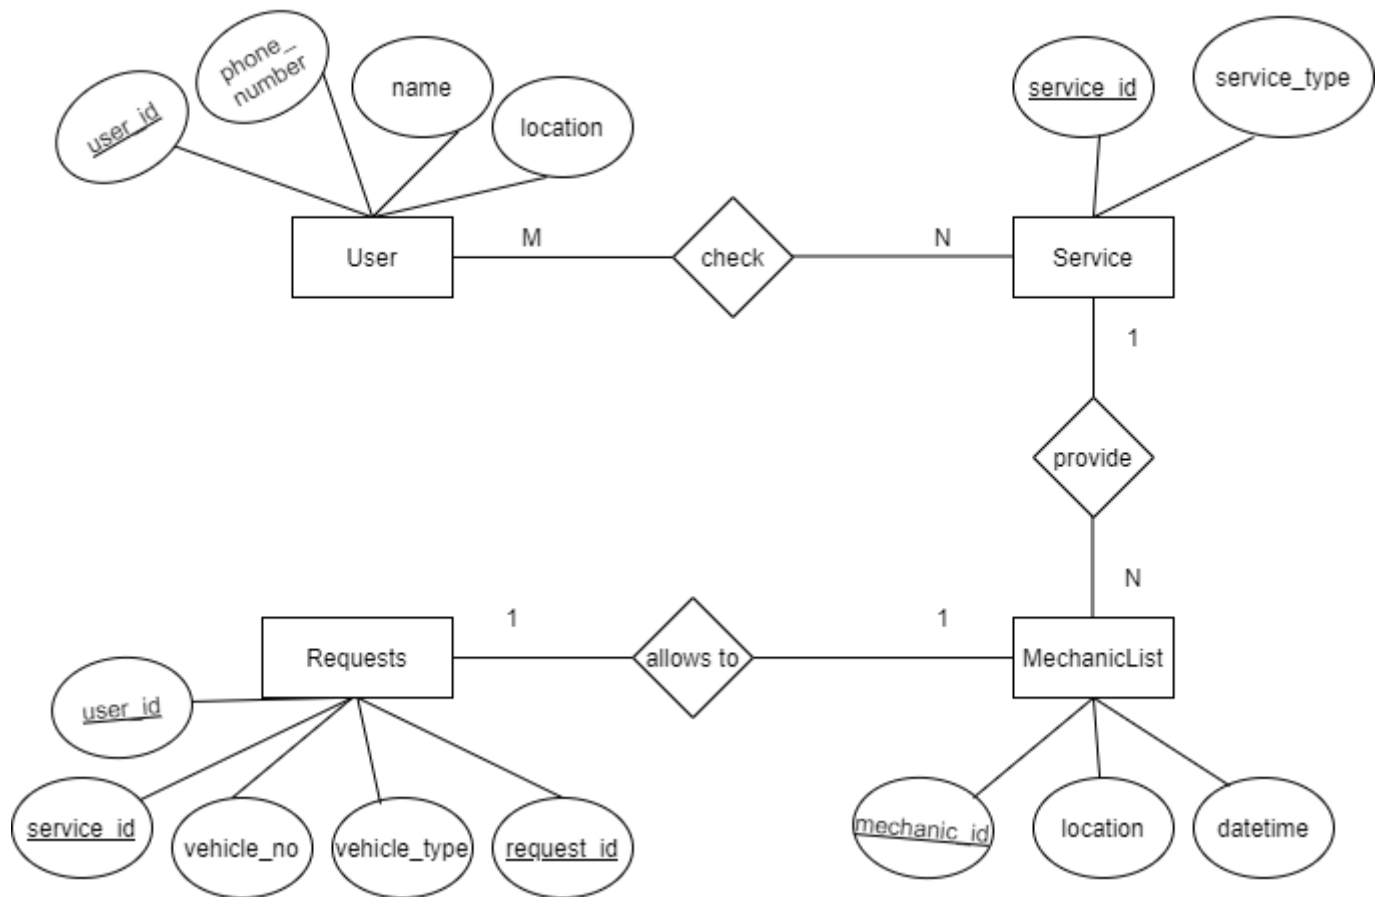 phone_
number
user_id
name
location
service_id
service_type
User
M
check
N
Service
1
provide
N
Requests
1
allows to
1
MechanicList
user_id
service_id
vehicle_no
vehicle_type
request_id
mechanic_id
location
datetime